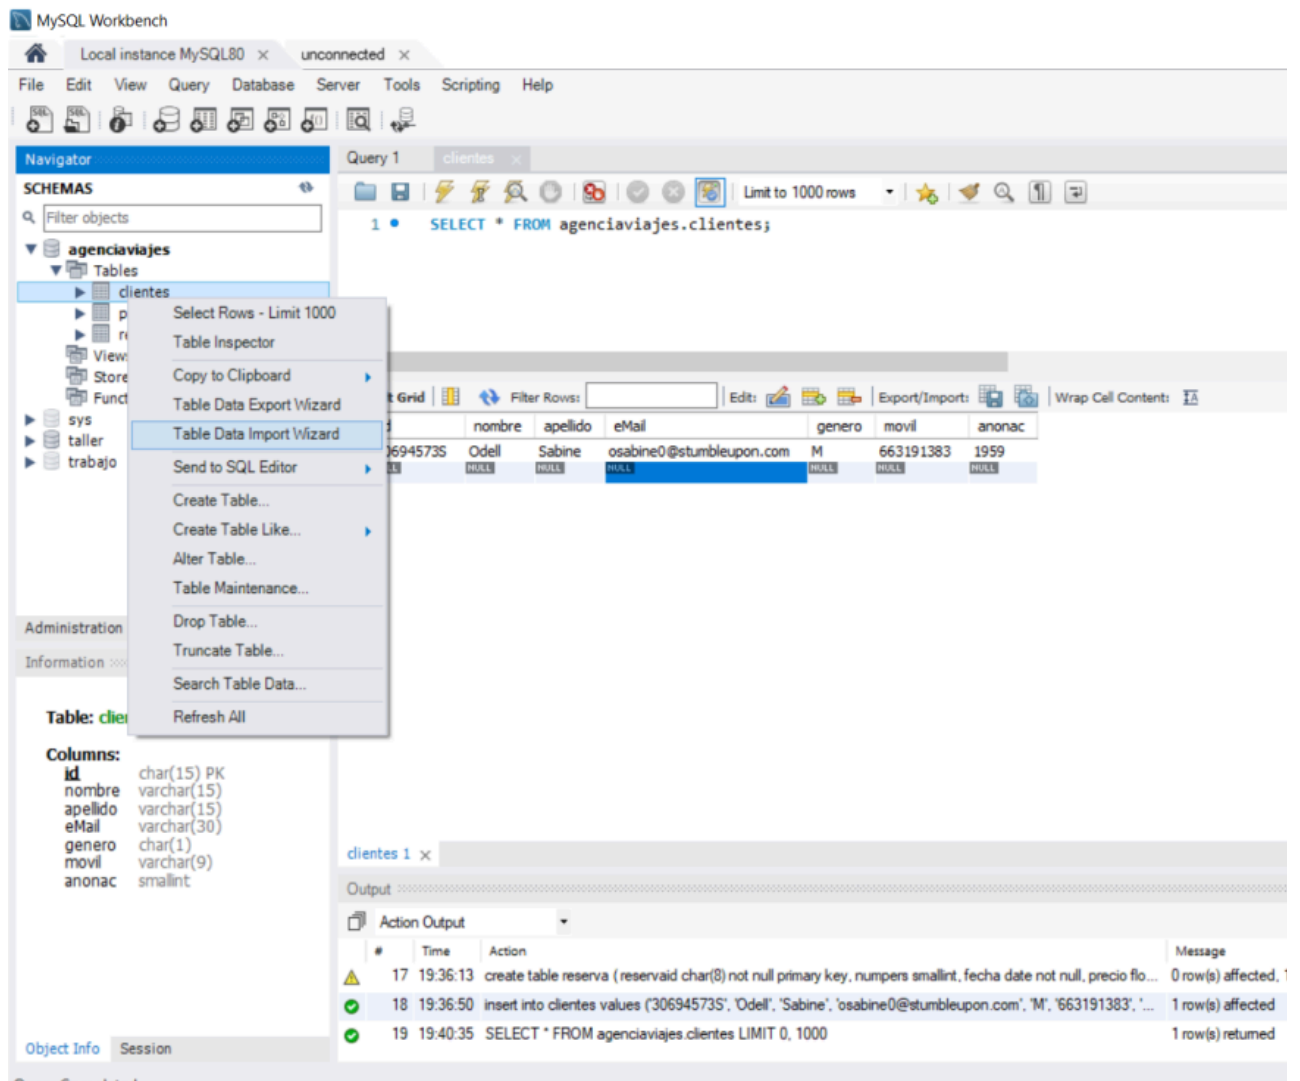 MySQL Workbench
Local instance MySQL80 × unconnected ×
File Edit View Query Database Server Tools Scripting Help
Navigator
Query 1 clientes ×
SCHEMAS
Limit to 1000 rows
Filter objects
1 SELECT * FROM agenciaviajes.clientes;
agenciaviajes
Tables
clientes
p
re
Views
Store
Funct
sys
taller
trabajo
Select Rows - Limit 1000
Table Inspector
Copy to Clipboard
Table Data Export Wizard
Table Data Import Wizard
Send to SQL Editor
Create Table...
Create Table Like...
Alter Table...
Table Maintenance...
Drop Table...
Truncate Table...
Search Table Data...
Refresh All
t Grid Filter Rows: Edit: Export/Import: Wrap Cell Content:
nombre apellido eMail genero movil anonac
0694573S Odell Sabine osabine0@stumbleupon.com M 663191383 1959
NULL NULL NULL NULL NULL NULL
Administration
Information
Table: clie
Columns:
id char(15) PK
nombre varchar(15)
apellido varchar(15)
eMail varchar(30)
genero char(1)
movil varchar(9)
anonac smallint
Object Info Session
clientes 1 ×
Output
Action Output
# Time Action Message
17 19:36:13 create table reserva ( reservaid char(8) not null primary key, numpers smallint, fecha date not null, precio flo... 0 row(s) affected, 1
18 19:36:50 insert into clientes values ('30694573S', 'Odell', 'Sabine', 'osabine0@stumbleupon.com', 'M', '663191383', '... 1 row(s) affected
19 19:40:35 SELECT * FROM agenciaviajes.clientes LIMIT 0, 1000 1 row(s) returned